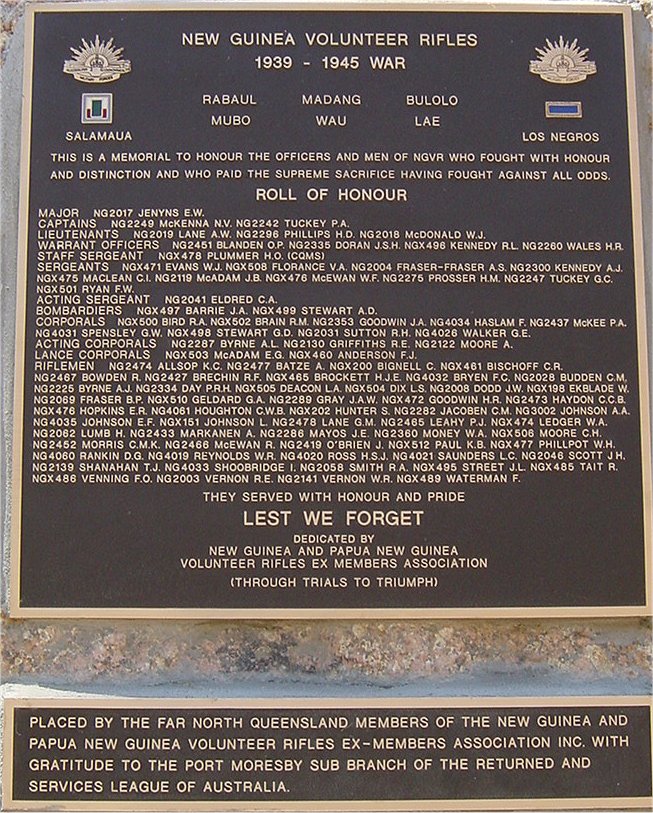 NEW GUINEA VOLUNTEER RIFLES
1939 - 1945 WAR
RABAUL MADANG BULOLO
MUBO WAU LAE
SALAMAUA LOS NEGROS
THIS IS A MEMORIAL TO HONOUR THE OFFICERS AND MEN OF NGVR WHO FOUGHT WITH HONOUR
AND DISTINCTION AND WHO PAID THE SUPREME SACRIFICE HAVING FOUGHT AGAINST ALL ODDS.
ROLL OF HONOUR
MAJOR NG2017 JENYNS E.W.
CAPTAINS NG2249 McKENNA N.V. NG2242 TUCKEY P.A.
LIEUTENANTS NG2019 LANE A.W. NG2296 PHILLIPS H.D. NG2018 McDONALD W.J.
WARRANT OFFICERS NG2451 BLANDEN O.P. NG2335 DORAN J.S.H. NGX496 KENNEDY R.L. NG2260 WALES H.R.
STAFF SERGEANT NGX478 PLUMMER H.O. (CQMS)
SERGEANTS NGX471 EVANS W.J. NGX508 FLORANCE V.A. NG2004 FRASER-FRASER A.S. NG2300 KENNEDY A.J.
NGX475 MACLEAN C.I. NG2119 McADAM J.B. NGX476 McEWAN W.F. NG2275 PROSSER H.M. NG2247 TUCKEY G.C.
NGX501 RYAN F.W.
ACTING SERGEANT NG2041 ELDRED C.A.
BOMBARDIERS NGX497 BARRIE J.A. NGX499 STEWART A.D.
CORPORALS NGX500 BIRD R.A. NGX502 BRAIN R.M. NG2353 GOODWIN J.A. NG4034 HASLAM F. NG2437 McKEE P.A.
NG4031 SPENSLEY G.W. NGX498 STEWART G.D. NG2031 SUTTON R.H. NG4026 WALKER G.E.
ACTING CORPORALS NG2287 BYRNE A.L. NG2130 GRIFFITHS R.E. NG2122 MOORE A.
LANCE CORPORALS NGX503 McADAM E.G. NGX460 ANDERSON F.J.
RIFLEMEN NG2474 ALLSOP K.C. NG2477 BATZE A. NGX200 BIGNELL C. NGX461 BISCHOFF C.R.
NG2467 BOWDEN R. NG2427 BRECHIN R.F. NGX465 BROCKETT H.J.E. NG4032 BRYEN F.C. NG2028 BUDDEN C.M.
NG2225 BYRNE A.J. NG2334 DAY P.R.H. NGX505 DEACON L.A. NGX504 DIX L.S. NG2008 DODD J.W. NGX198 EKBLADE W.
NG2069 FRASER B.P. NGX510 GELDARD G.A. NG2289 GRAY J.A.W. NGX472 GOODWIN H.R. NG2473 HAYDON C.C.B.
NGX476 HOPKINS E.R. NG4061 HOUGHTON C.W.B. NGX202 HUNTER S. NG2282 JACOBEN C.M. NG3002 JOHNSON A.A.
NG4035 JOHNSON E.F. NGX151 JOHNSON L. NG2478 LANE G.M. NG2465 LEAHY P.J. NGX474 LEDGER W.A.
NG2062 LUMB H. NG2433 MARKANEN A. NG2286 MAYOS J.E. NG2360 MONEY W.A. NGX506 MOORE C.H.
NG2452 MORRIS C.M.K. NG2466 McEWAN R. NG2419 O'BRIEN J. NGX512 PAUL K.B. NGX477 PHILLPOT W.H.
NG4060 RANKIN D.G. NG4019 REYNOLDS W.R. NG4020 ROSS H.S.J. NG4021 SAUNDERS L.C. NG2046 SCOTT J.H.
NG2139 SHANAHAN T.J. NG4033 SHOOBRIDGE I. NG2058 SMITH R.A. NGX495 STREET J.L. NGX485 TAIT R.
NGX486 VENNING F.O. NG2003 VERNON R.E. NG2141 VERNON W.R. NGX489 WATERMAN F.
THEY SERVED WITH HONOUR AND PRIDE
LEST WE FORGET
DEDICATED BY
NEW GUINEA AND PAPUA NEW GUINEA
VOLUNTEER RIFLES EX MEMBERS ASSOCIATION
(THROUGH TRIALS TO TRIUMPH)
PLACED BY THE FAR NORTH QUEENSLAND MEMBERS OF THE NEW GUINEA AND
PAPUA NEW GUINEA VOLUNTEER RIFLES EX-MEMBERS ASSOCIATION INC. WITH
GRATITUDE TO THE PORT MORESBY SUB BRANCH OF THE RETURNED AND
SERVICES LEAGUE OF AUSTRALIA.